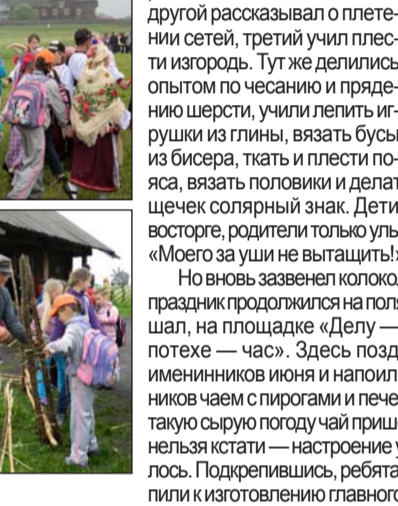 другой рассказывал о плете-
нии сетей, третий учил плес-
ти изгородь. Тут же делились
опытом по чесанию и пряде-
нию шерсти, учили лепить иг-
рушки из глины, вязать бусы
из бисера, ткать и плести по-
яса, вязать половики и делат
щечек солярный знак. Дети
восторге, родители только улы
«Моего за уши не вытащить!»
Но вновь зазвенел колокол
праздник продолжился на поля
шал, на площадке «Делу —
потехе — час». Здесь позд
именинников июня и напоил
ников чаем с пирогами и пече
такую сырую погоду чай приш
нельзя кстати — настроение у
лось. Подкрепившись, ребята
пили к изготовлению главного